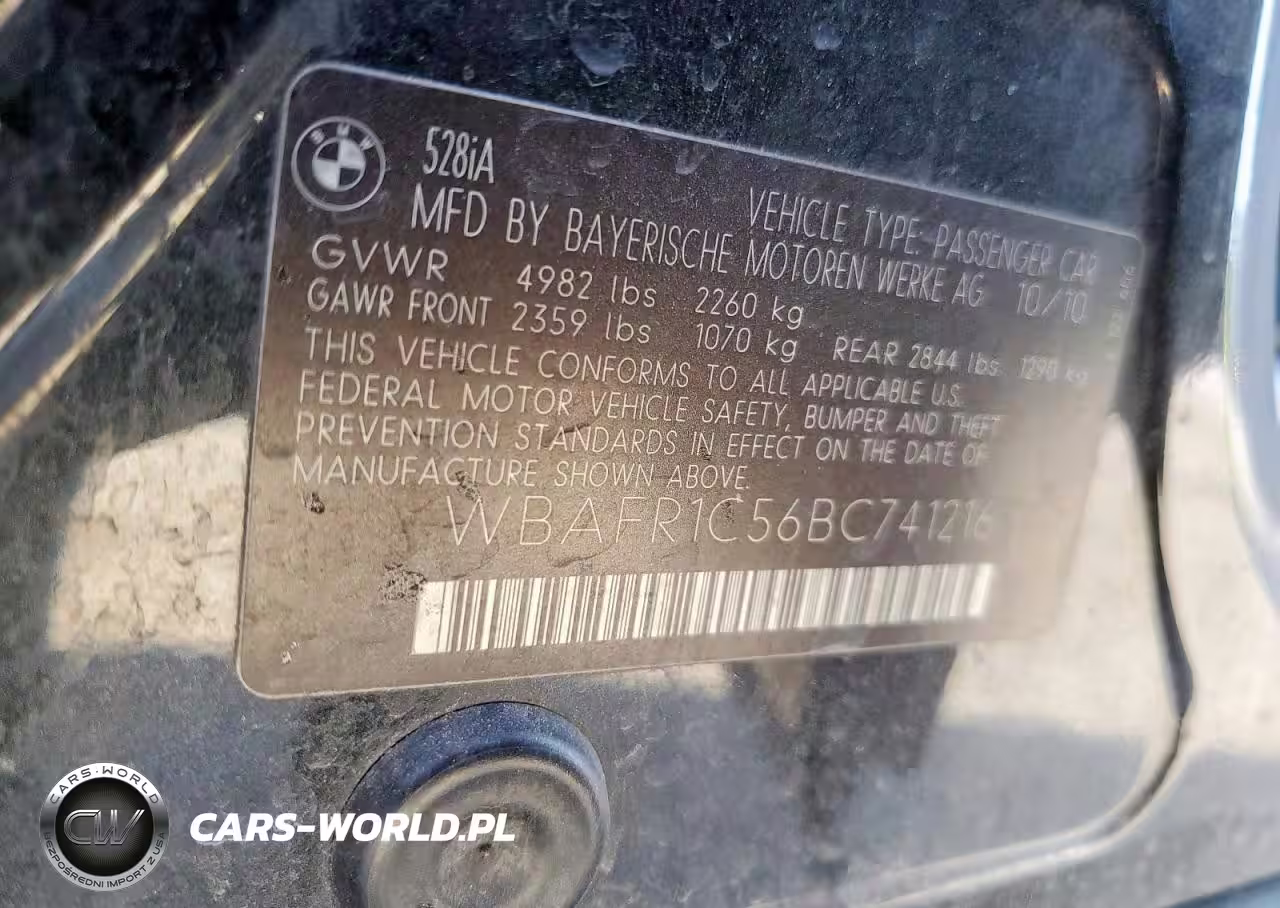 BMW
528iA
VEHICLE TYPE: PASSENGER CAR
MFD BY BAYERISCHE MOTOREN WERKE AG 10/10
GVWR 4982 lbs 2260 kg
GAWR FRONT 2359 lbs 1070 kg REAR 2844 lbs 1290 kg
THIS VEHICLE CONFORMS TO ALL APPLICABLE U.S.
FEDERAL MOTOR VEHICLE SAFETY, BUMPER AND THEFT
PREVENTION STANDARDS IN EFFECT ON THE DATE OF
MANUFACTURE SHOWN ABOVE.
WBAFR1C56BC741216
CARS-WORLD
CW
BEZPOŚREDNI IMPORT Z USA
CARS-WORLD.PL